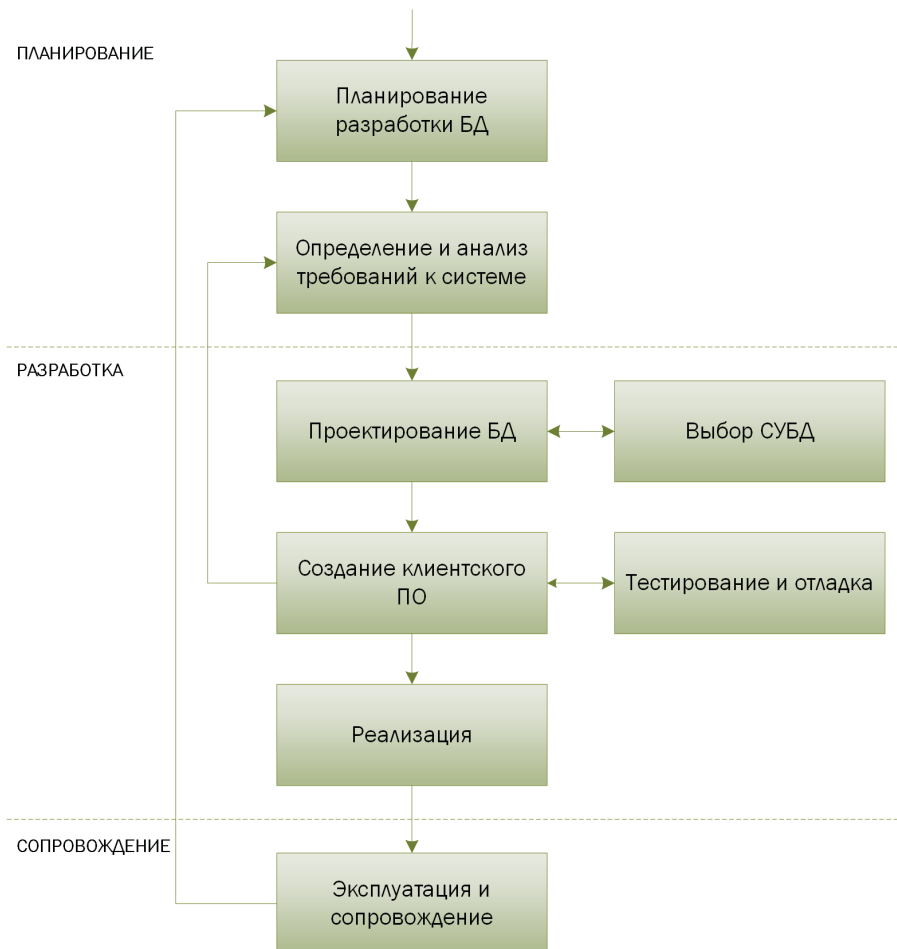 ПЛАНИРОВАНИЕ
Планирование
разработки БД
Определение и анализ
требований к системе
РАЗРАБОТКА
Проектирование БД
Выбор СУБД
Создание клиентского
ПО
Тестирование и отладка
Реализация
СОПРОВОЖДЕНИЕ
Эксплуатация и
сопровождение